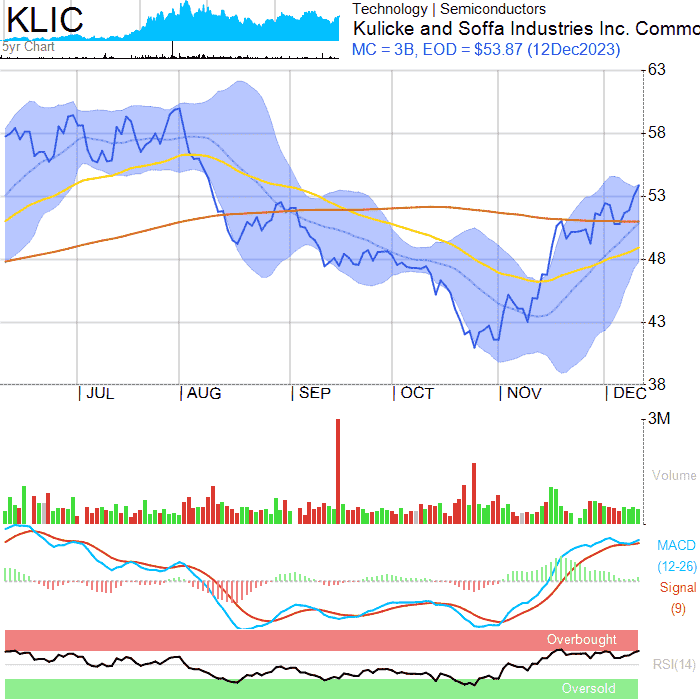 KLIC
5yr Chart
Technology | Semiconductors
Kulicke and Soffa Industries Inc. Commo
MC = 3B, EOD = $53.87 (12Dec2023)
63
58
53
48
43
38
JUL AUG SEP OCT NOV DEC
3M
Volume
MACD
(12-26)
Signal
(9)
Overbought
RSI(14)
Oversold